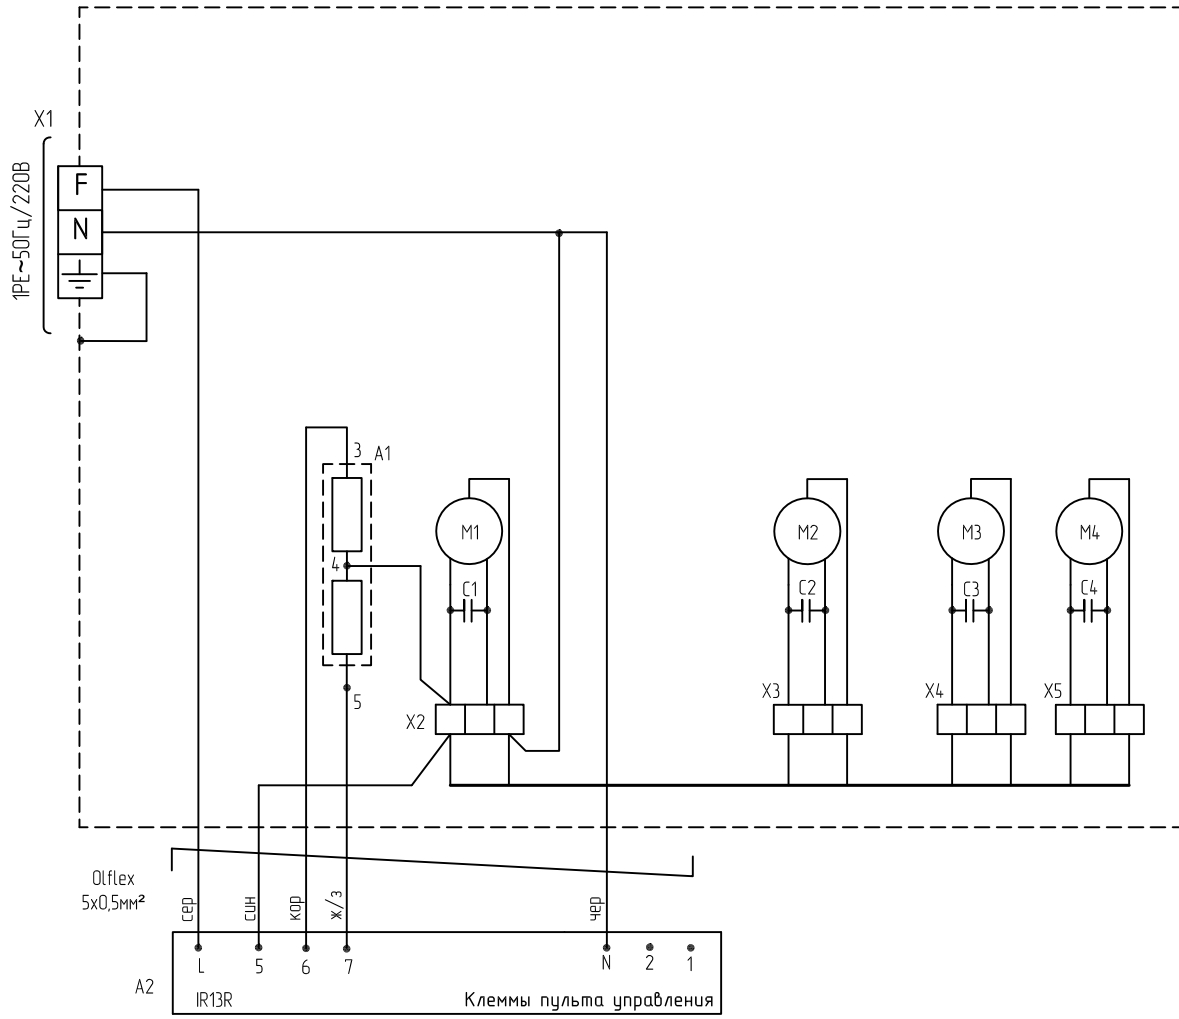 X1
1PE~50Гц/220В
F
N
3
A1
4
5
M1
M2
M3
M4
C1
C2
C3
C4
X2
X3
X4
X5
Olflex
5x0,5мм²
сер
син
кор
ж/з
чер
L
5
6
7
N
2
1
A2
IR13R
Клеммы пульта управления